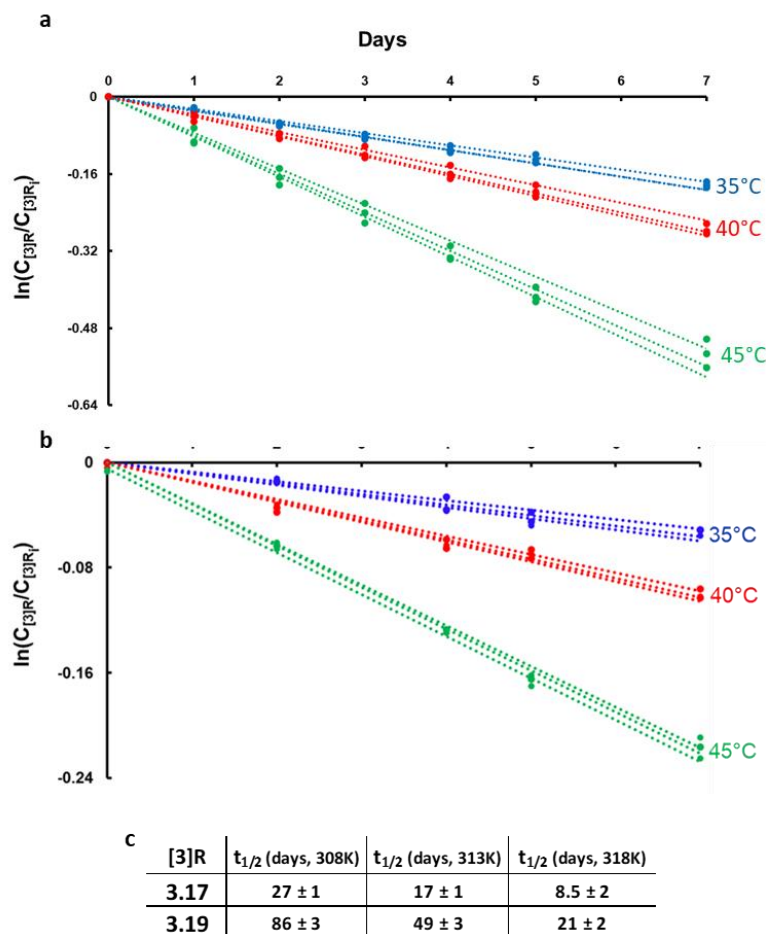 a
Days
0 1 2 3 4 5 6 7
0
-0.16
-0.32
-0.48
-0.64
ln(C[3]R/C[3]Ri)
35°C
40°C
45°C
b
0
-0.08
-0.16
-0.24
ln(C[3]R/C[3]Ri)
35°C
40°C
45°C
c
[3]R t1/2 (days, 308K) t1/2 (days, 313K) t1/2 (days, 318K)
3.17 27 ± 1 17 ± 1 8.5 ± 2
3.19 86 ± 3 49 ± 3 21 ± 2